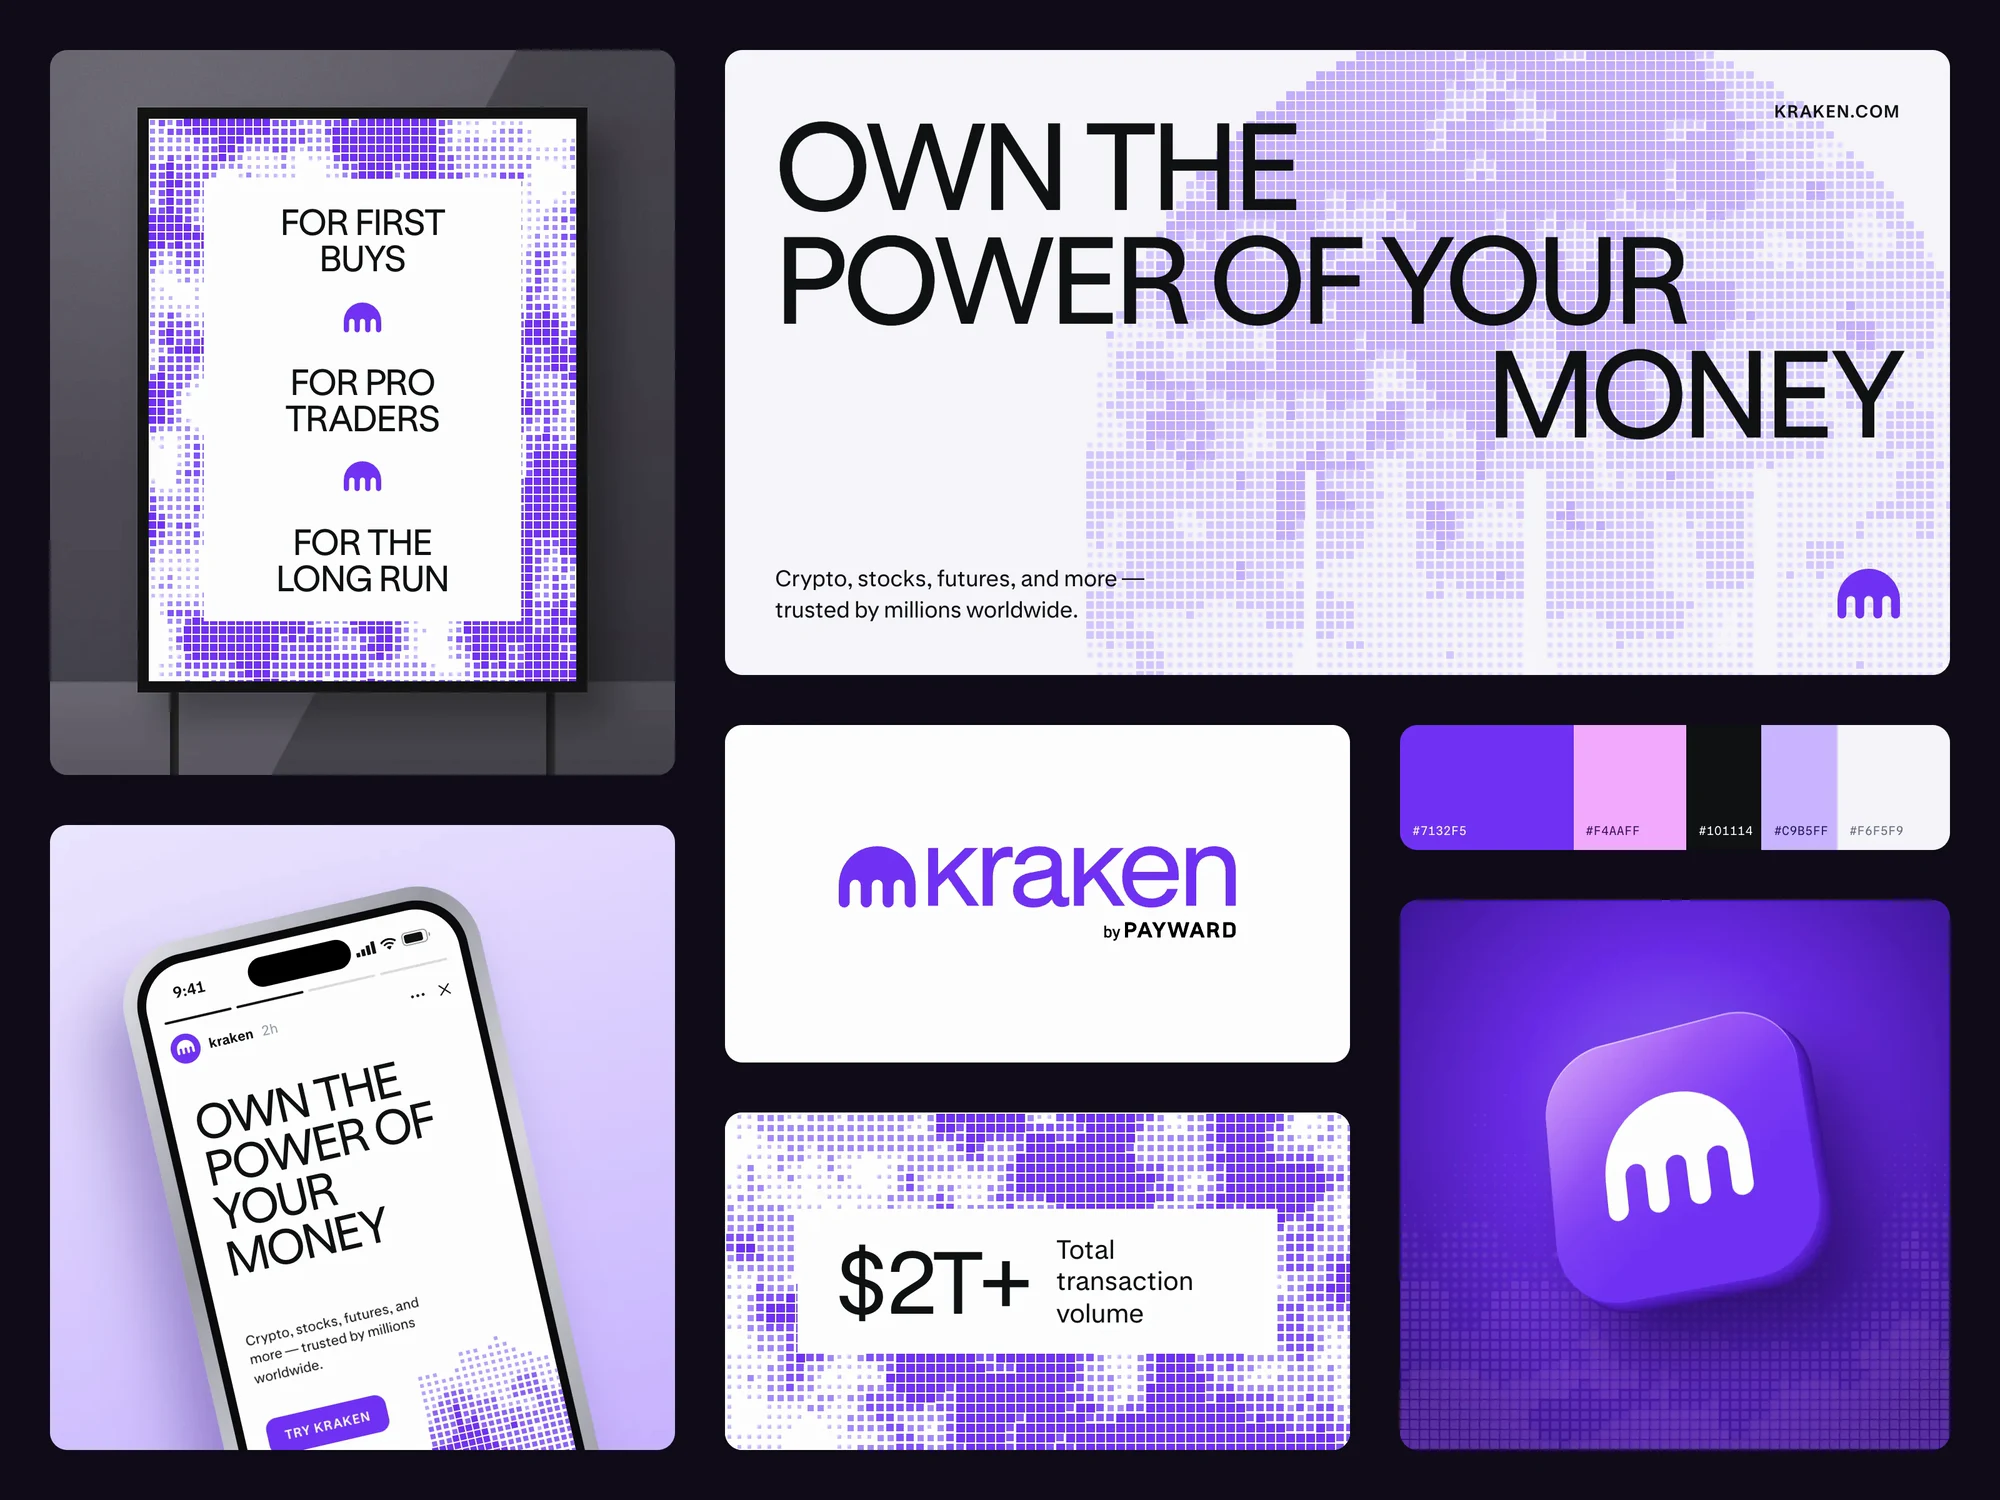 FOR FIRST
BUYS
FOR PRO
TRADERS
FOR THE
LONG RUN
OWN THE
POWER OF YOUR
MONEY
KRAKEN.COM
Crypto, stocks, futures, and more —
trusted by millions worldwide.
kraken
by PAYWARD
#7132F5
#F4AAFF
#101114
#C9B5FF
#F6F5F9
9:41
kraken 2h
OWN THE
POWER OF
YOUR
MONEY
Crypto, stocks, futures, and
more — trusted by millions
worldwide.
TRY KRAKEN
$2T+
Total
transaction
volume